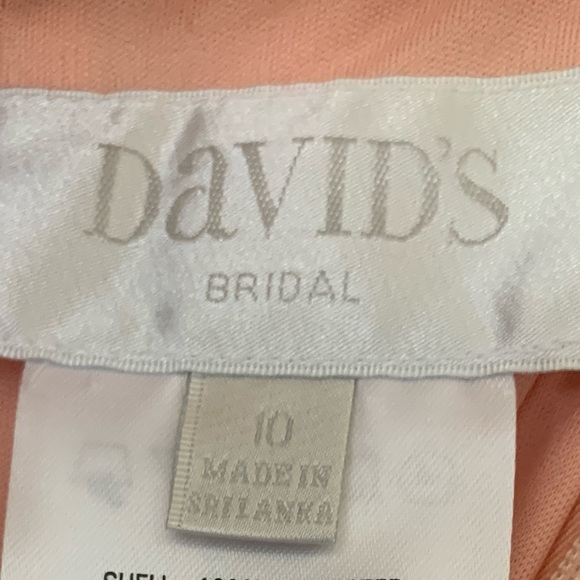 DaVID'S
BRIDAL
10
MADE IN
SRI LANKA